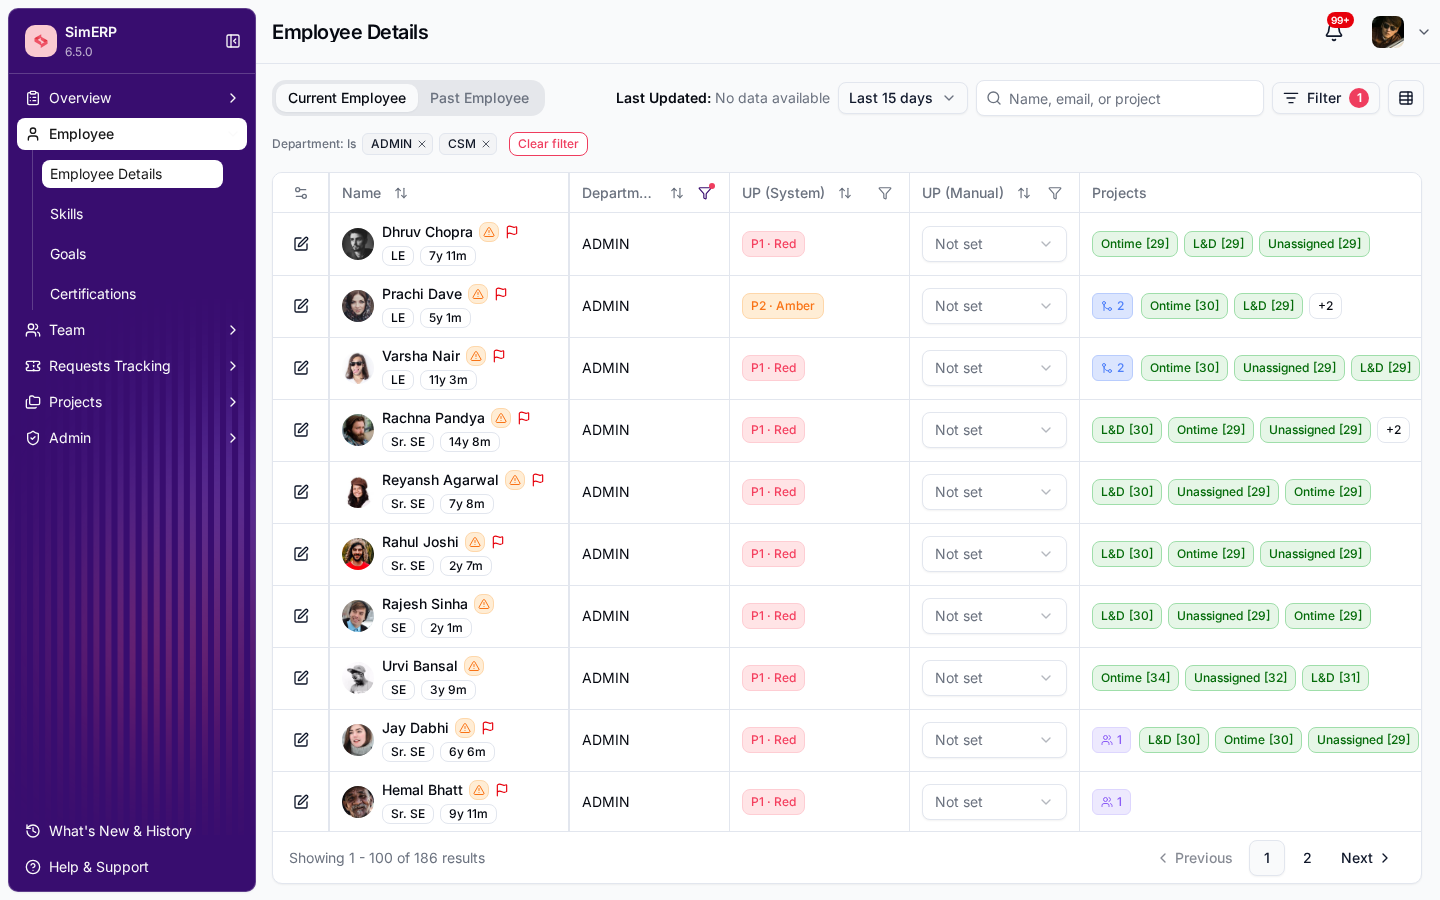 SimERP
6.5.0
Overview
Employee
Employee Details
Skills
Goals
Certifications
Team
Requests Tracking
Projects
Admin
What's New & History
Help & Support
Employee Details
99+
Current Employee Past Employee Last Updated: No data available Last 15 days Name, email, or project Filter 1
Department: Is ADMIN CSM Clear filter
Name Departm... UP (System) UP (Manual) Projects
Dhruv Chopra
LE 7y 11m
ADMIN P1 · Red Not set Ontime [29] L&D [29] Unassigned [29]
Prachi Dave
LE 5y 1m
ADMIN P2 · Amber Not set 2 Ontime [30] L&D [29] +2
Varsha Nair
LE 11y 3m
ADMIN P1 · Red Not set 2 Ontime [30] Unassigned [29] L&D [29]
Rachna Pandya
Sr. SE 14y 8m
ADMIN P1 · Red Not set L&D [30] Ontime [29] Unassigned [29] +2
Reyansh Agarwal
Sr. SE 7y 8m
ADMIN P1 · Red Not set L&D [30] Unassigned [29] Ontime [29]
Rahul Joshi
Sr. SE 2y 7m
ADMIN P1 · Red Not set L&D [30] Ontime [29] Unassigned [29]
Rajesh Sinha
SE 2y 1m
ADMIN P1 · Red Not set L&D [30] Unassigned [29] Ontime [29]
Urvi Bansal
SE 3y 9m
ADMIN P1 · Red Not set Ontime [34] Unassigned [32] L&D [31]
Jay Dabhi
Sr. SE 6y 6m
ADMIN P1 · Red Not set 1 L&D [30] Ontime [30] Unassigned [29]
Hemal Bhatt
Sr. SE 9y 11m
ADMIN P1 · Red Not set 1
Showing 1 - 100 of 186 results Previous 1 2 Next